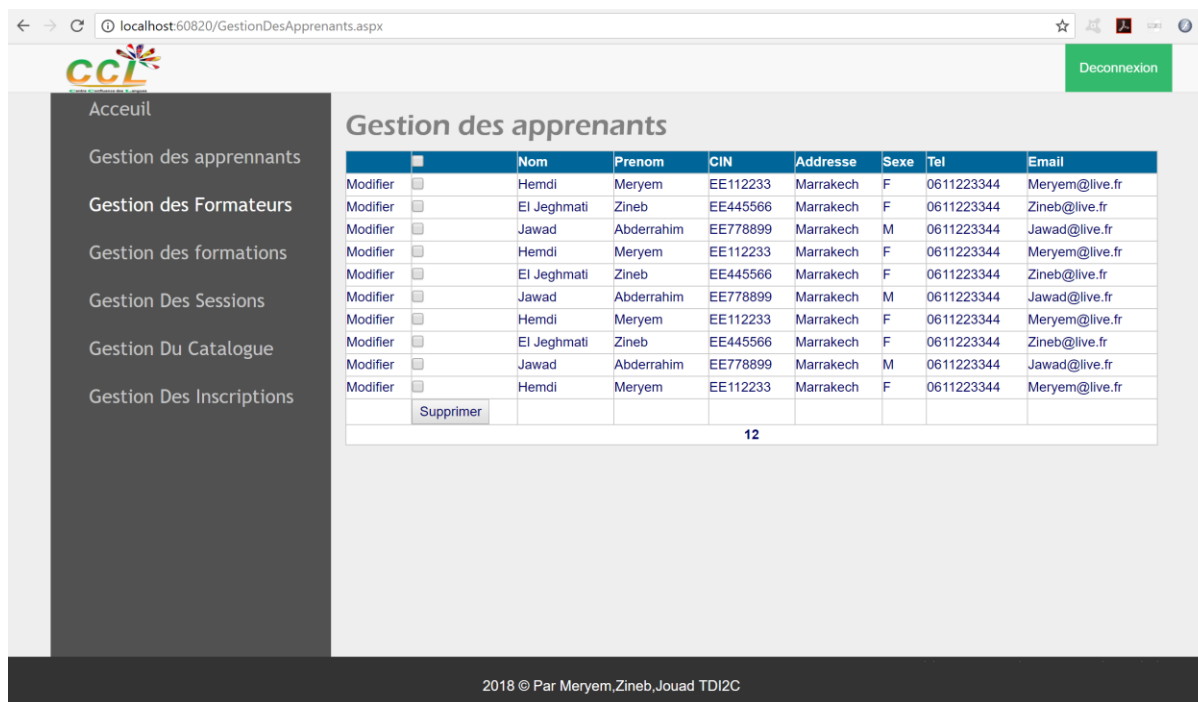 localhost:60820/GestionDesApprenants.aspx
CCL
Deconnexion
Acceuil
Gestion des apprennants
Gestion des Formateurs
Gestion des formations
Gestion Des Sessions
Gestion Du Catalogue
Gestion Des Inscriptions
Gestion des apprenants
Nom Prenom CIN Addresse Sexe Tel Email
Modifier Hemdi Meryem EE112233 Marrakech F 0611223344 Meryem@live.fr
Modifier El Jeghmati Zineb EE445566 Marrakech F 0611223344 Zineb@live.fr
Modifier Jawad Abderrahim EE778899 Marrakech M 0611223344 Jawad@live.fr
Modifier Hemdi Meryem EE112233 Marrakech F 0611223344 Meryem@live.fr
Modifier El Jeghmati Zineb EE445566 Marrakech F 0611223344 Zineb@live.fr
Modifier Jawad Abderrahim EE778899 Marrakech M 0611223344 Jawad@live.fr
Modifier Hemdi Meryem EE112233 Marrakech F 0611223344 Meryem@live.fr
Modifier El Jeghmati Zineb EE445566 Marrakech F 0611223344 Zineb@live.fr
Modifier Jawad Abderrahim EE778899 Marrakech M 0611223344 Jawad@live.fr
Modifier Hemdi Meryem EE112233 Marrakech F 0611223344 Meryem@live.fr
Supprimer
12
2018 © Par Meryem,Zineb,Jouad TDI2C